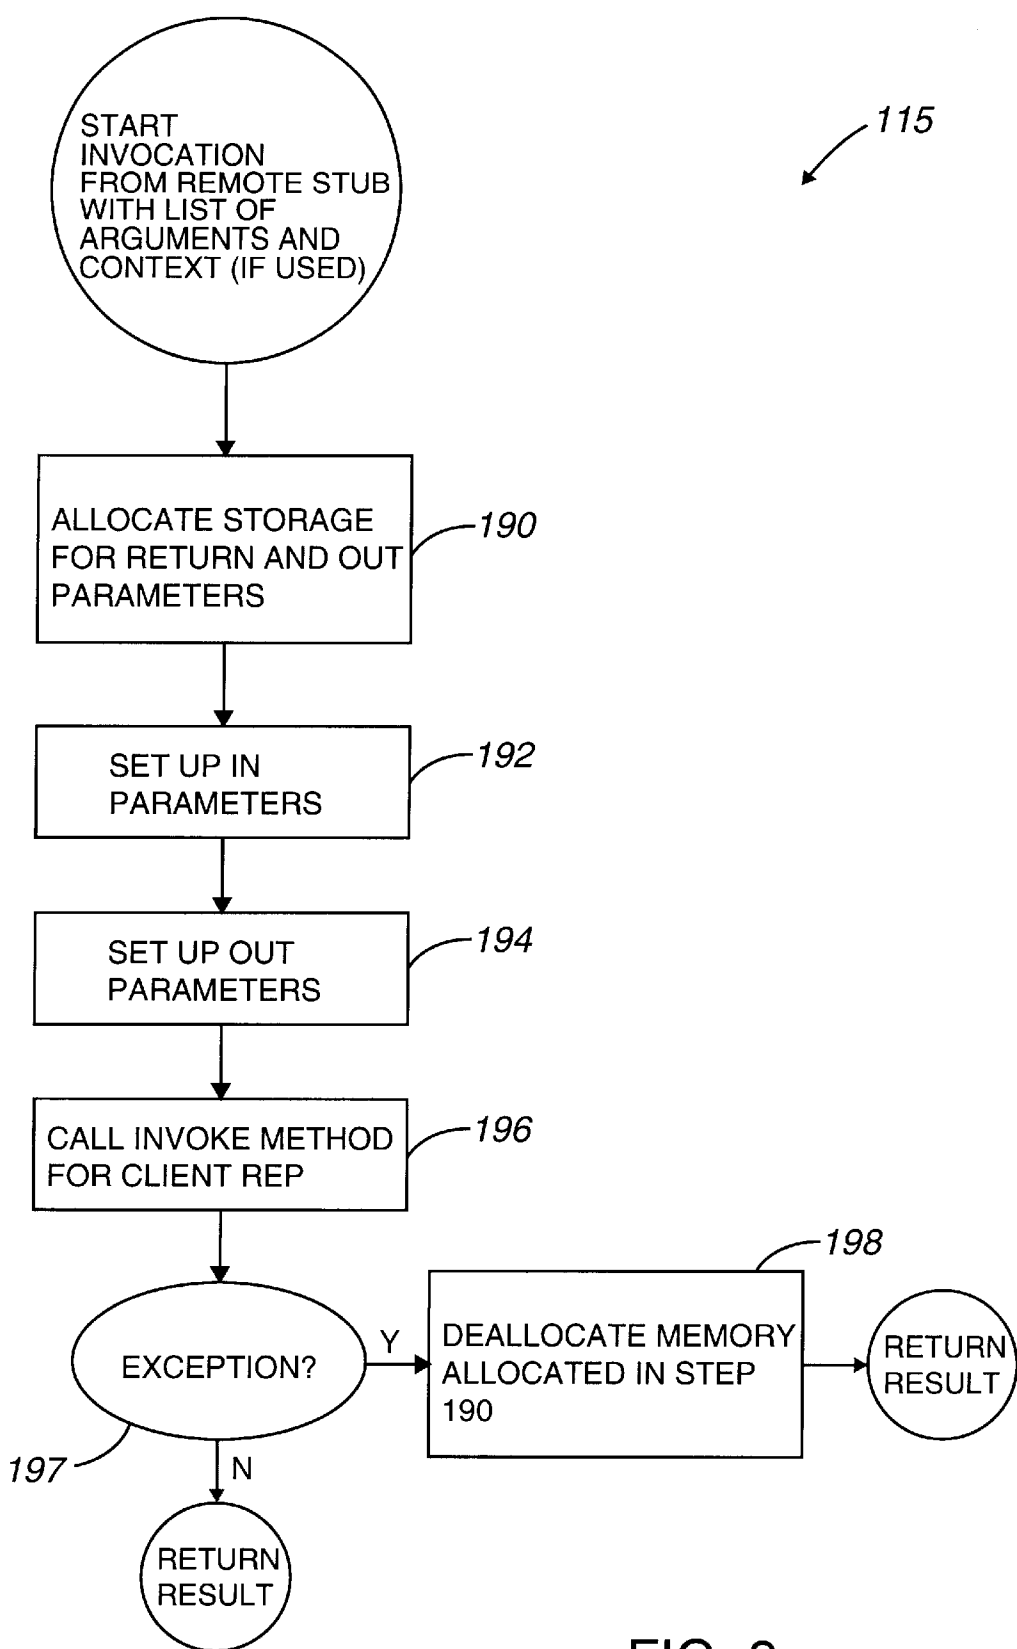 START
INVOCATION
FROM REMOTE STUB
WITH LIST OF
ARGUMENTS AND
CONTEXT (IF USED)
115
ALLOCATE STORAGE
FOR RETURN AND OUT
PARAMETERS
190
SET UP IN
PARAMETERS
192
SET UP OUT
PARAMETERS
194
CALL INVOKE METHOD
FOR CLIENT REP
196
EXCEPTION?
197
Y
N
DEALLOCATE MEMORY
ALLOCATED IN STEP
190
198
RETURN
RESULT
RETURN
RESULT
FIG.